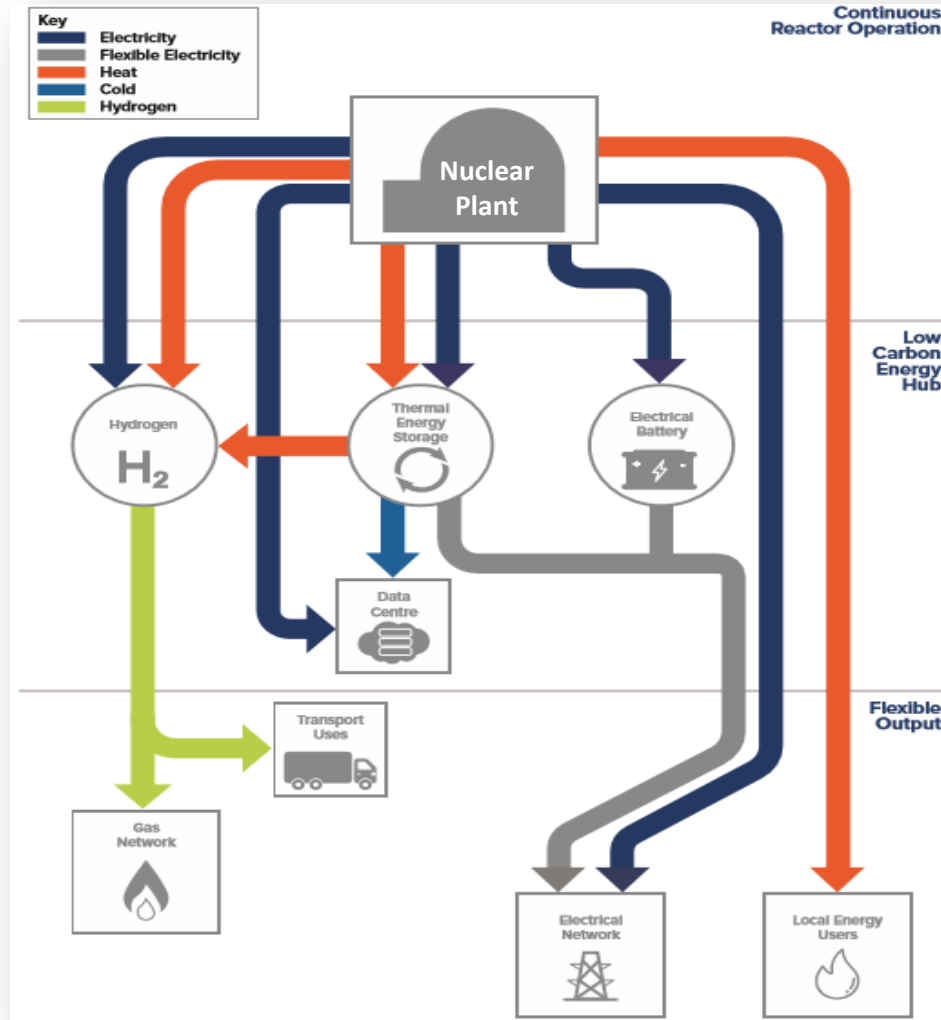 Key
Electricity
Flexible Electricity
Heat
Cold
Hydrogen
Continuous
Reactor Operation
Nuclear
Plant
Low
Carbon
Energy
Hub
Hydrogen
H₂
Thermal
Energy
Storage
Electrical
Battery
+ -
Data
Centre
Flexible
Output
Transport
Uses
Gas
Network
Electrical
Network
Local Energy
Users